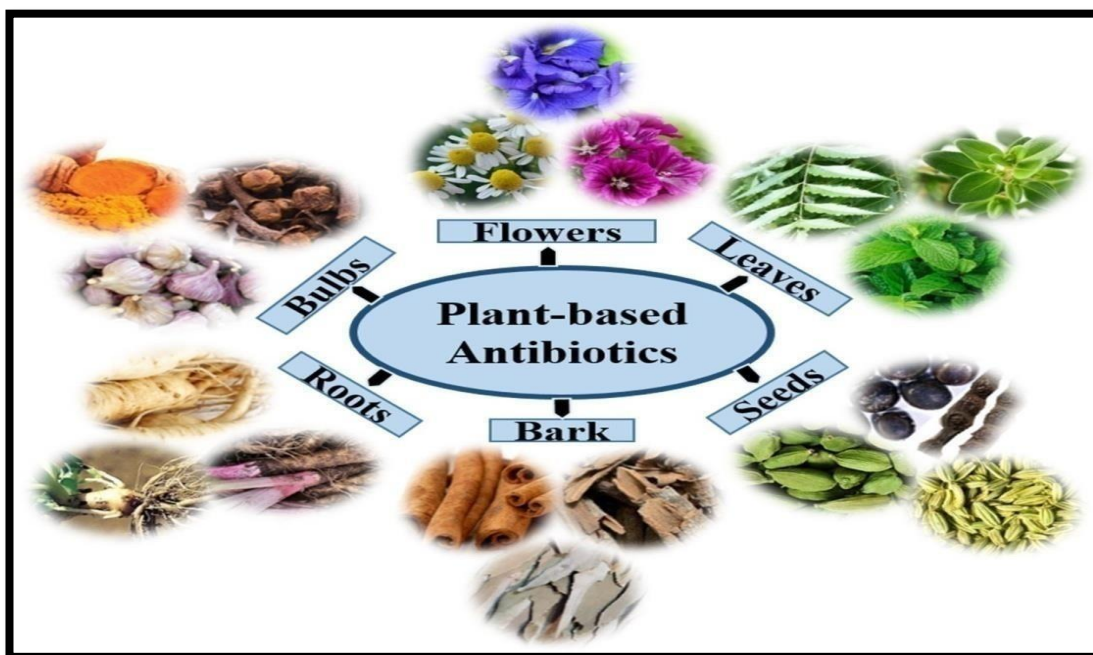 Flowers
Leaves
Bulbs
Plant-based
Antibiotics
Roots
Seeds
Bark